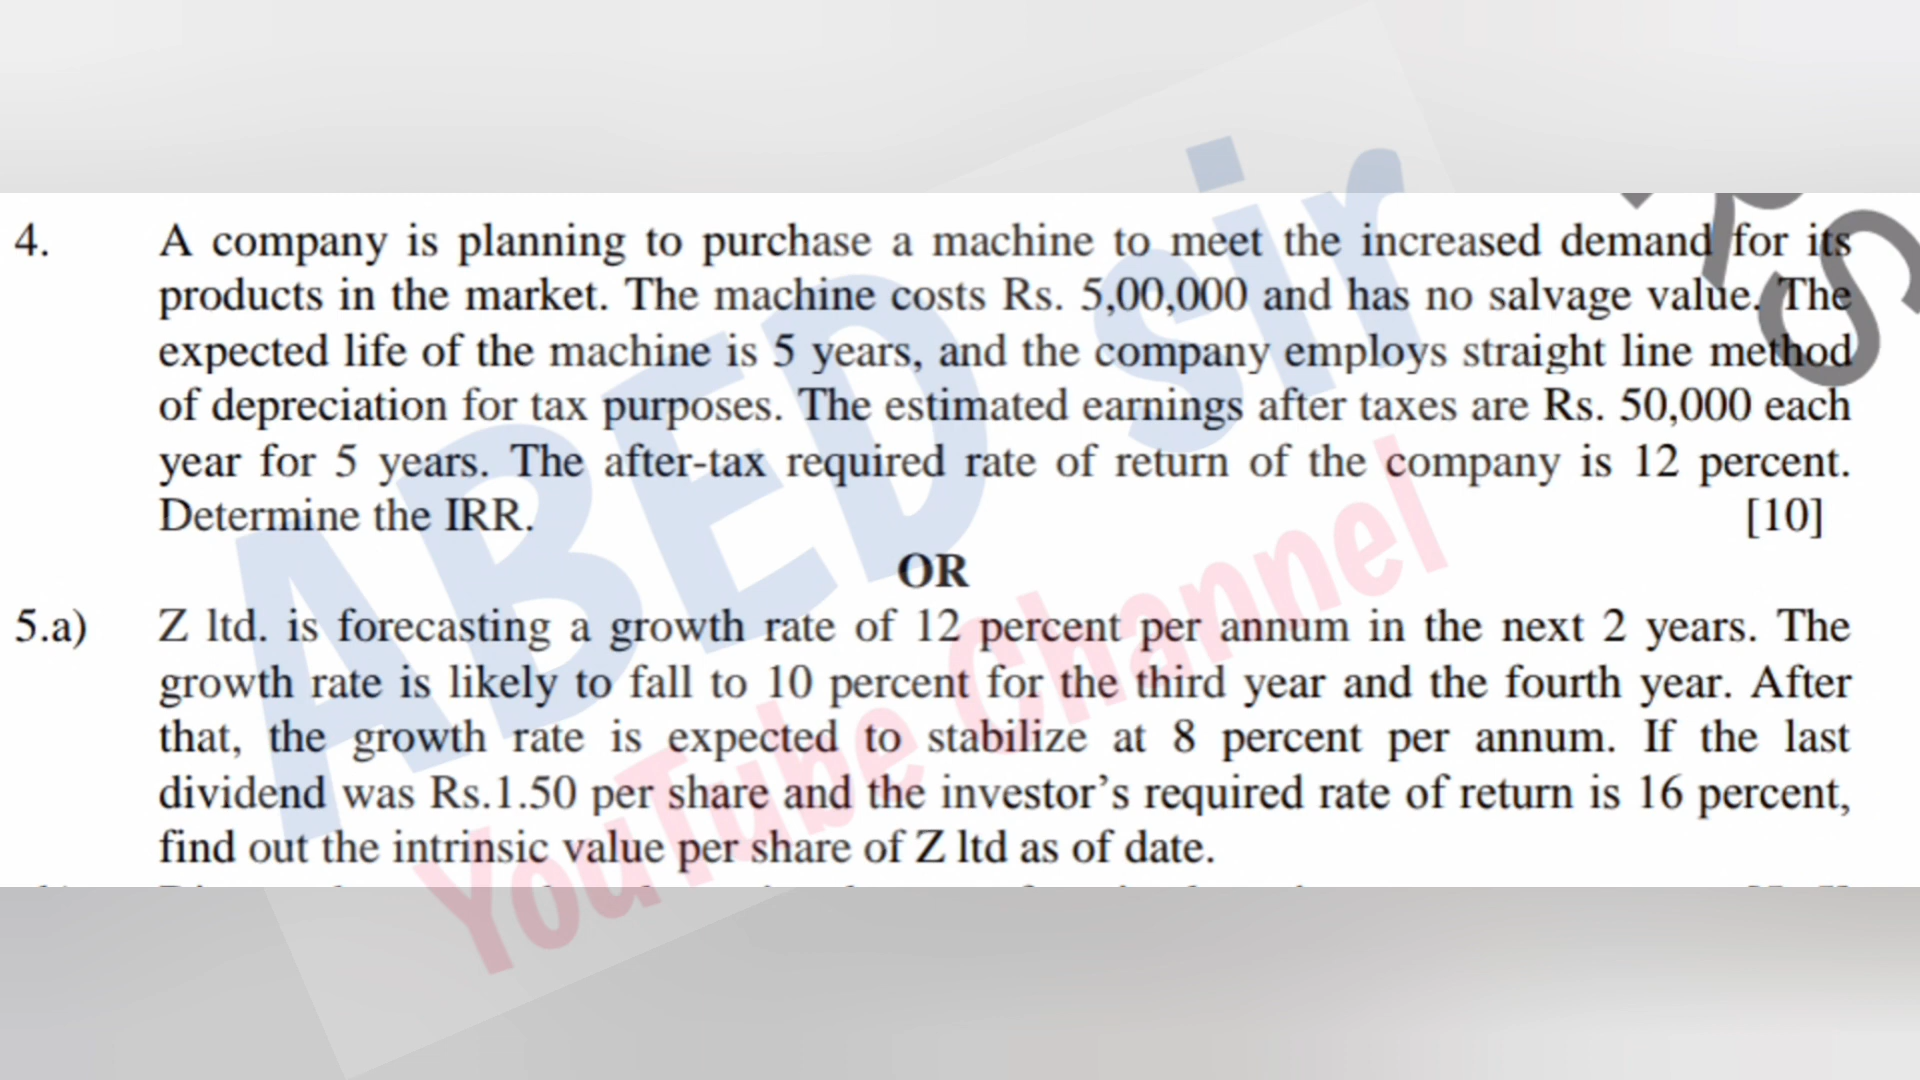 4. A company is planning to purchase a machine to meet the increased demand for its
products in the market. The machine costs Rs. 5,00,000 and has no salvage value. The
expected life of the machine is 5 years, and the company employs straight line method
of depreciation for tax purposes. The estimated earnings after taxes are Rs. 50,000 each
year for 5 years. The after-tax required rate of return of the company is 12 percent.
Determine the IRR. [10]
OR
5.a) Z ltd. is forecasting a growth rate of 12 percent per annum in the next 2 years. The
growth rate is likely to fall to 10 percent for the third year and the fourth year. After
that, the growth rate is expected to stabilize at 8 percent per annum. If the last
dividend was Rs.1.50 per share and the investor's required rate of return is 16 percent,
find out the intrinsic value per share of Z ltd as of date.
ABED sir
YouTube Channel